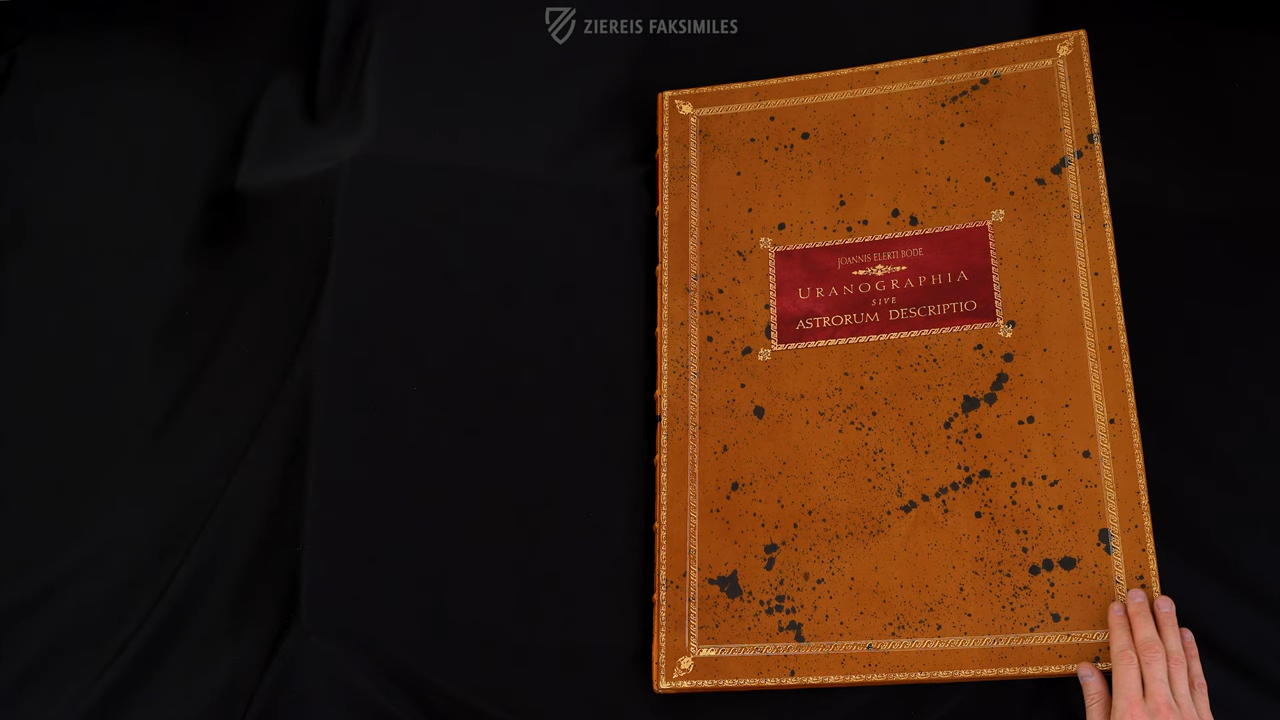 ZIEREIS FAKSIMILES
JOANNIS ELERTI BODE
URANOGRAPHIA
SIVE
ASTRORUM DESCRIPTIO